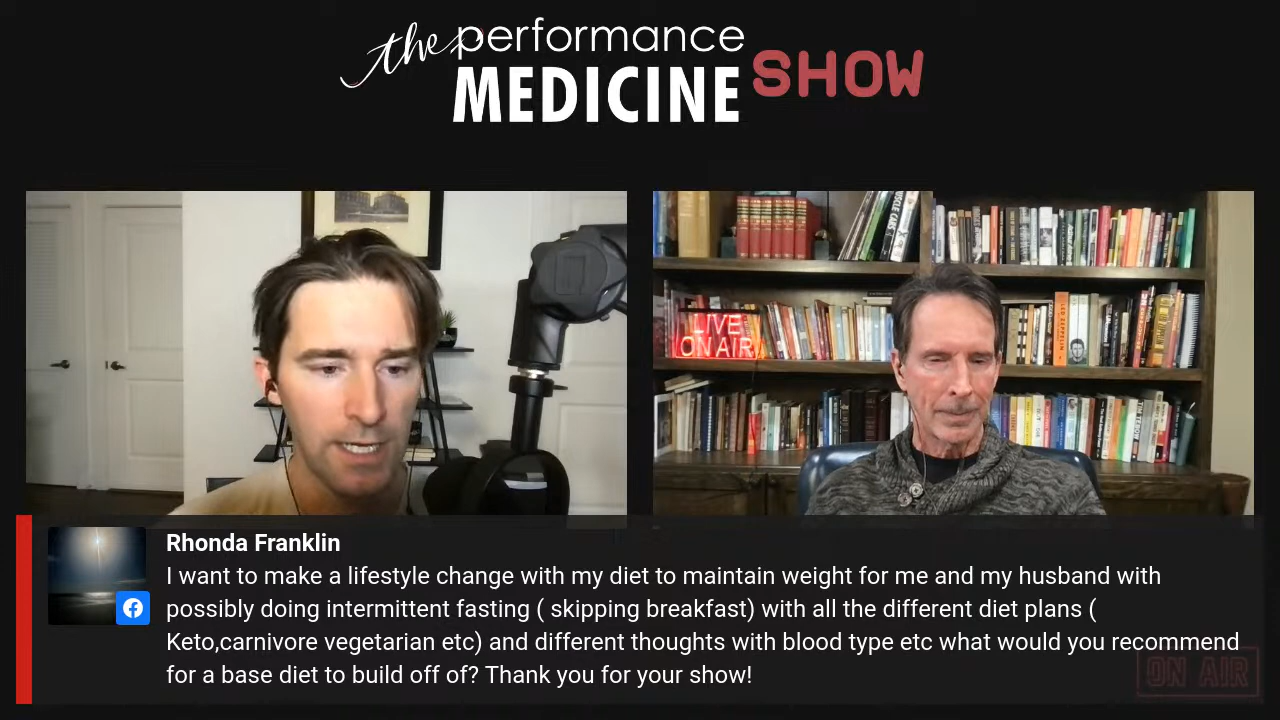 the performance
MEDICINE SHOW
LIVE
ON AIR
Rhonda Franklin
I want to make a lifestyle change with my diet to maintain weight for me and my husband with
possibly doing intermittent fasting ( skipping breakfast) with all the different diet plans (
Keto,carnivore vegetarian etc) and different thoughts with blood type etc what would you recommend
for a base diet to build off of? Thank you for your show!
ON AIR